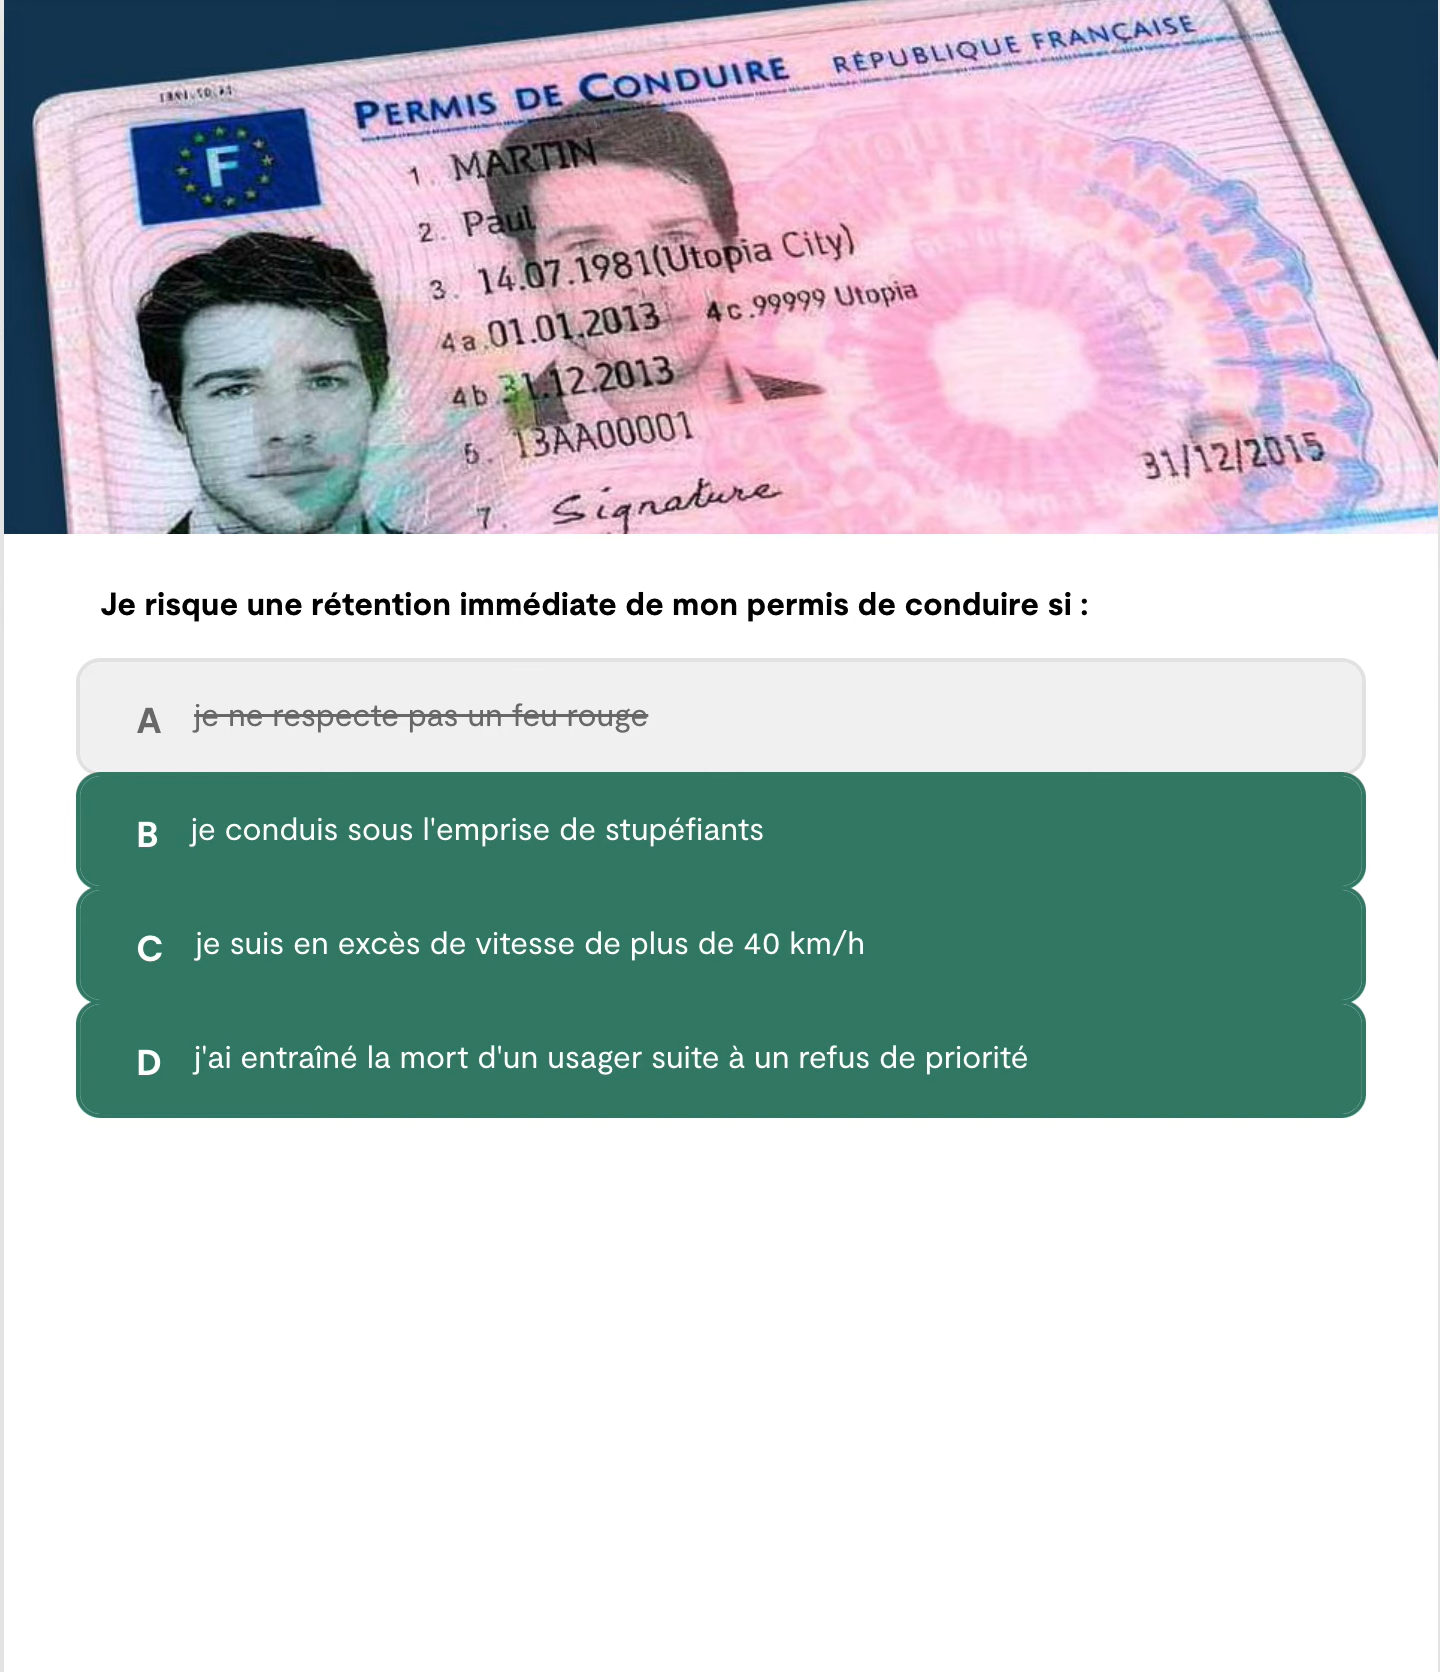 PERMIS DE CONDUIRE RÉPUBLIQUE FRANÇAISE
F
1. MARTIN
2. Paul
3. 14.07.1981(Utopia City)
4a.01.01.2013 4c.99999 Utopia
4b.31.12.2013
5. 13AA00001
31/12/2015
7. Signature
Je risque une rétention immédiate de mon permis de conduire si :
A je ne respecte pas un feu rouge
B je conduis sous l'emprise de stupéfiants
C je suis en excès de vitesse de plus de 40 km/h
D j'ai entraîné la mort d'un usager suite à un refus de priorité